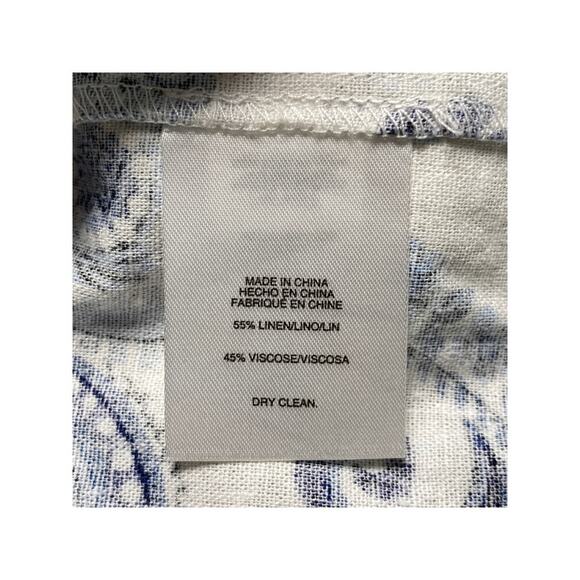 MADE IN CHINA
HECHO EN CHINA
FABRIQUÉ EN CHINE
55% LINEN/LINO/LIN
45% VISCOSE/VISCOSA
DRY CLEAN.